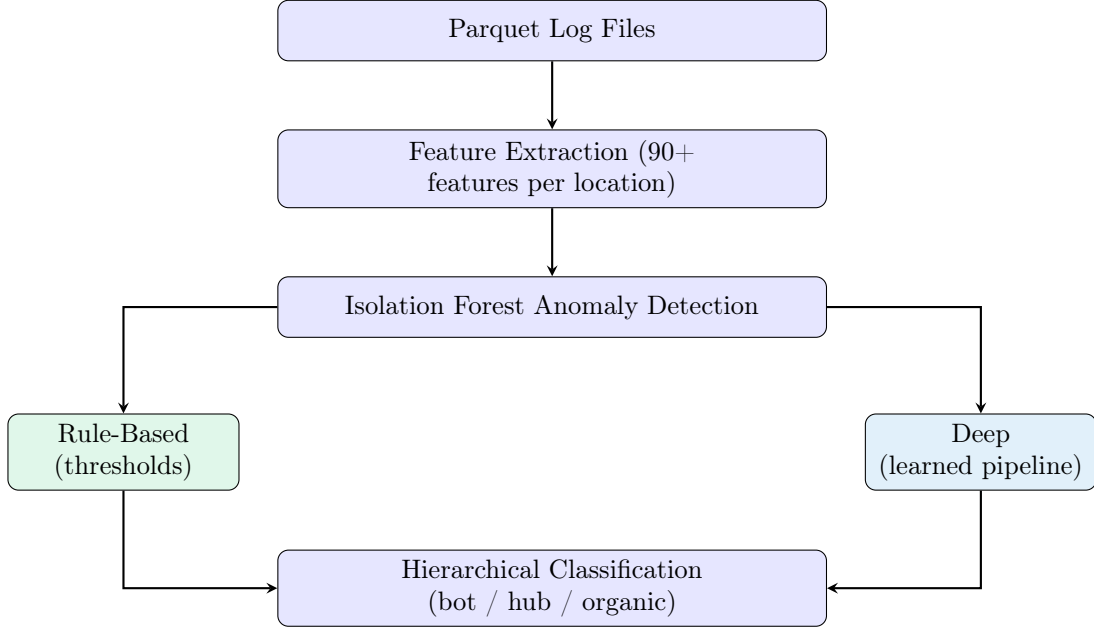 Parquet Log Files
Feature Extraction (90+
features per location)
Isolation Forest Anomaly Detection
Rule-Based
(thresholds)
Deep
(learned pipeline)
Hierarchical Classification
(bot / hub / organic)